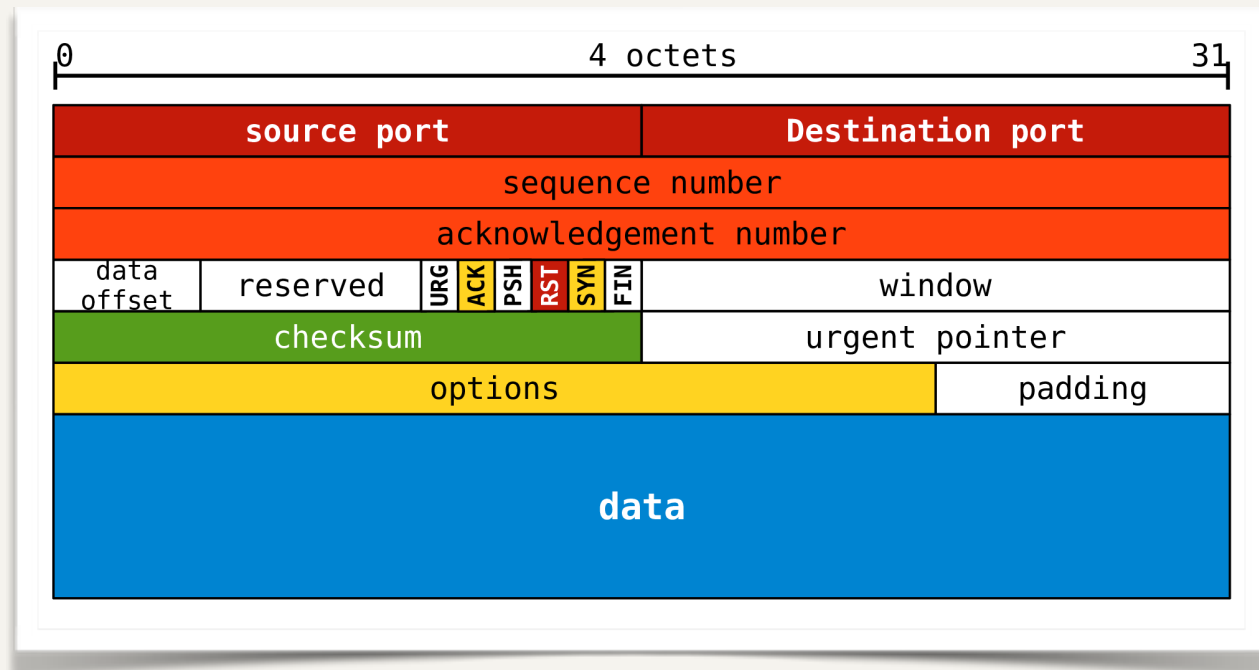 0 4 octets 31
source port Destination port
sequence number
acknowledgement number
data offset reserved URG ACK PSH RST SYN FIN window
checksum urgent pointer
options padding
data